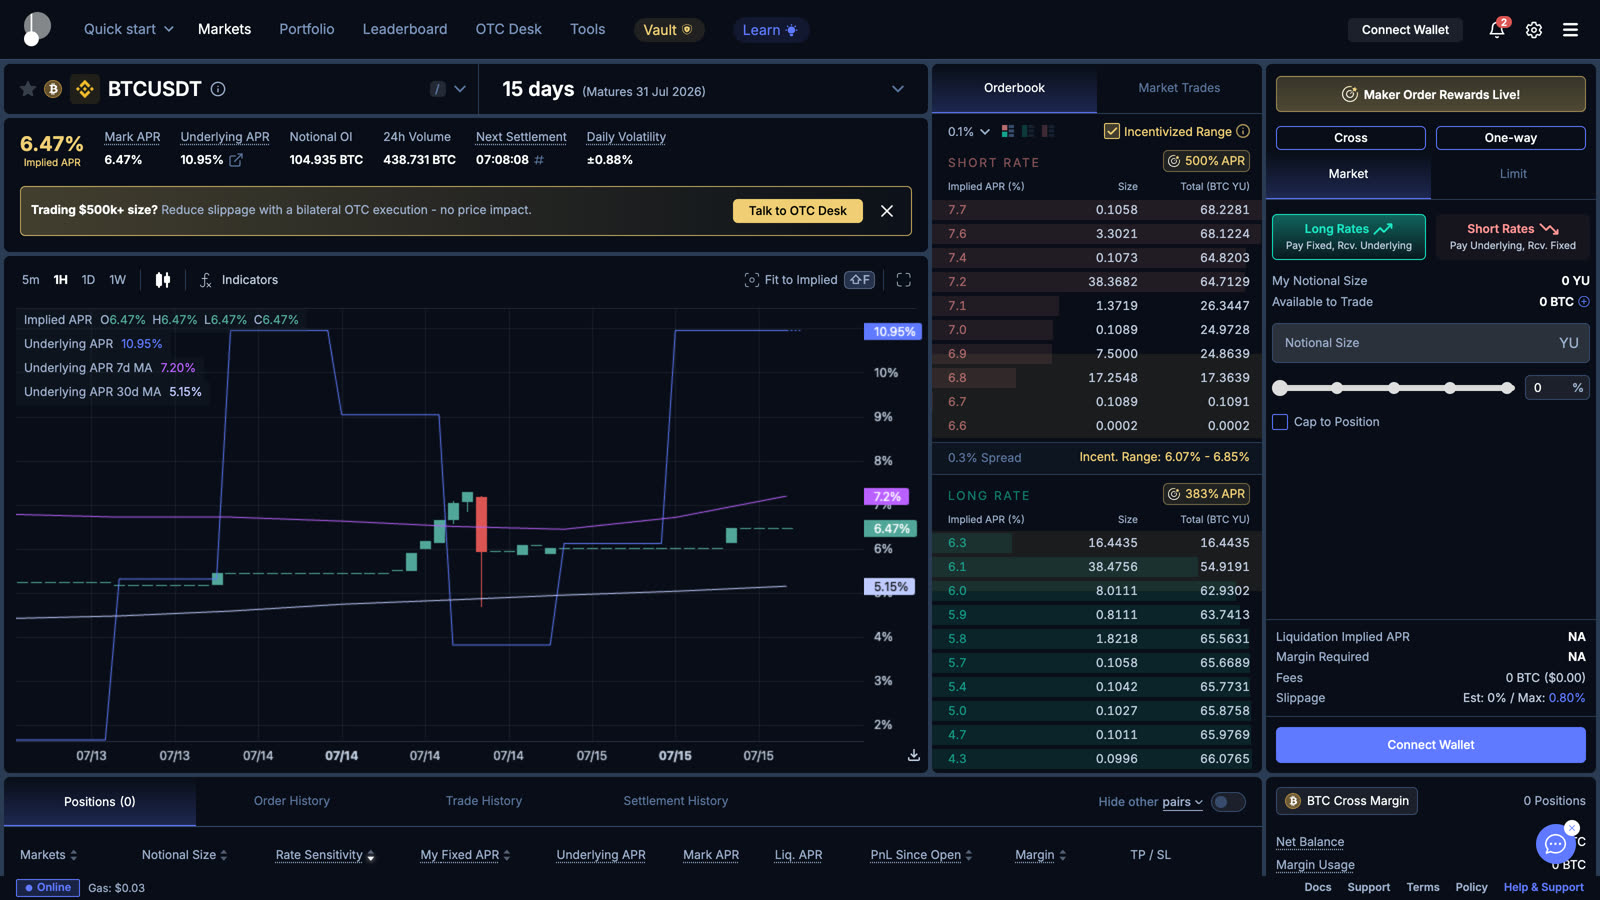 Quick start Markets Portfolio Leaderboard OTC Desk Tools Vault Learn Connect Wallet 2
BTCUSDT / 15 days (Matures 31 Jul 2026)
6.47% Implied APR
Mark APR 6.47%
Underlying APR 10.95%
Notional OI 104.935 BTC
24h Volume 438.731 BTC
Next Settlement 07:08:08 #
Daily Volatility ±0.88%
Trading $500k+ size? Reduce slippage with a bilateral OTC execution - no price impact. Talk to OTC Desk
5m 1H 1D 1W Indicators Fit to Implied F
Implied APR O6.47% H6.47% L6.47% C6.47%
Underlying APR 10.95%
Underlying APR 7d MA 7.20%
Underlying APR 30d MA 5.15%
10.95%
10%
9%
8%
7.2%
7%
6.47%
6%
5.15%
5%
4%
3%
2%
07/13 07/13 07/14 07/14 07/14 07/14 07/15 07/15 07/15
Orderbook Market Trades
0.1% Incentivized Range
SHORT RATE 500% APR
Implied APR (%) Size Total (BTC YU)
7.7 0.1058 68.2281
7.6 3.3021 68.1224
7.4 0.1073 64.8203
7.2 38.3682 64.7129
7.1 1.3719 26.3447
7.0 0.1089 24.9728
6.9 7.5000 24.8639
6.8 17.2548 17.3639
6.7 0.1089 0.1091
6.6 0.0002 0.0002
0.3% Spread Incent. Range: 6.07% - 6.85%
LONG RATE 383% APR
Implied APR (%) Size Total (BTC YU)
6.3 16.4435 16.4435
6.1 38.4756 54.9191
6.0 8.0111 62.9302
5.9 0.8111 63.7413
5.8 1.8218 65.5631
5.7 0.1058 65.6689
5.4 0.1042 65.7731
5.0 0.1027 65.8758
4.7 0.1011 65.9769
4.3 0.0996 66.0765
Maker Order Rewards Live!
Cross One-way
Market Limit
Long Rates Short Rates
Pay Fixed, Rcv. Underlying Pay Underlying, Rcv. Fixed
My Notional Size 0 YU
Available to Trade 0 BTC
Notional Size YU
0 %
Cap to Position
Liquidation Implied APR NA
Margin Required NA
Fees 0 BTC ($0.00)
Slippage Est: 0% / Max: 0.80%
Connect Wallet
Positions (0) Order History Trade History Settlement History Hide other pairs
Markets Notional Size Rate Sensitivity My Fixed APR Underlying APR Mark APR Liq. APR PnL Since Open Margin TP / SL
BTC Cross Margin 0 Positions
Net Balance
Margin Usage 0 BTC
Online Gas: $0.03 Docs Support Terms Policy Help & Support